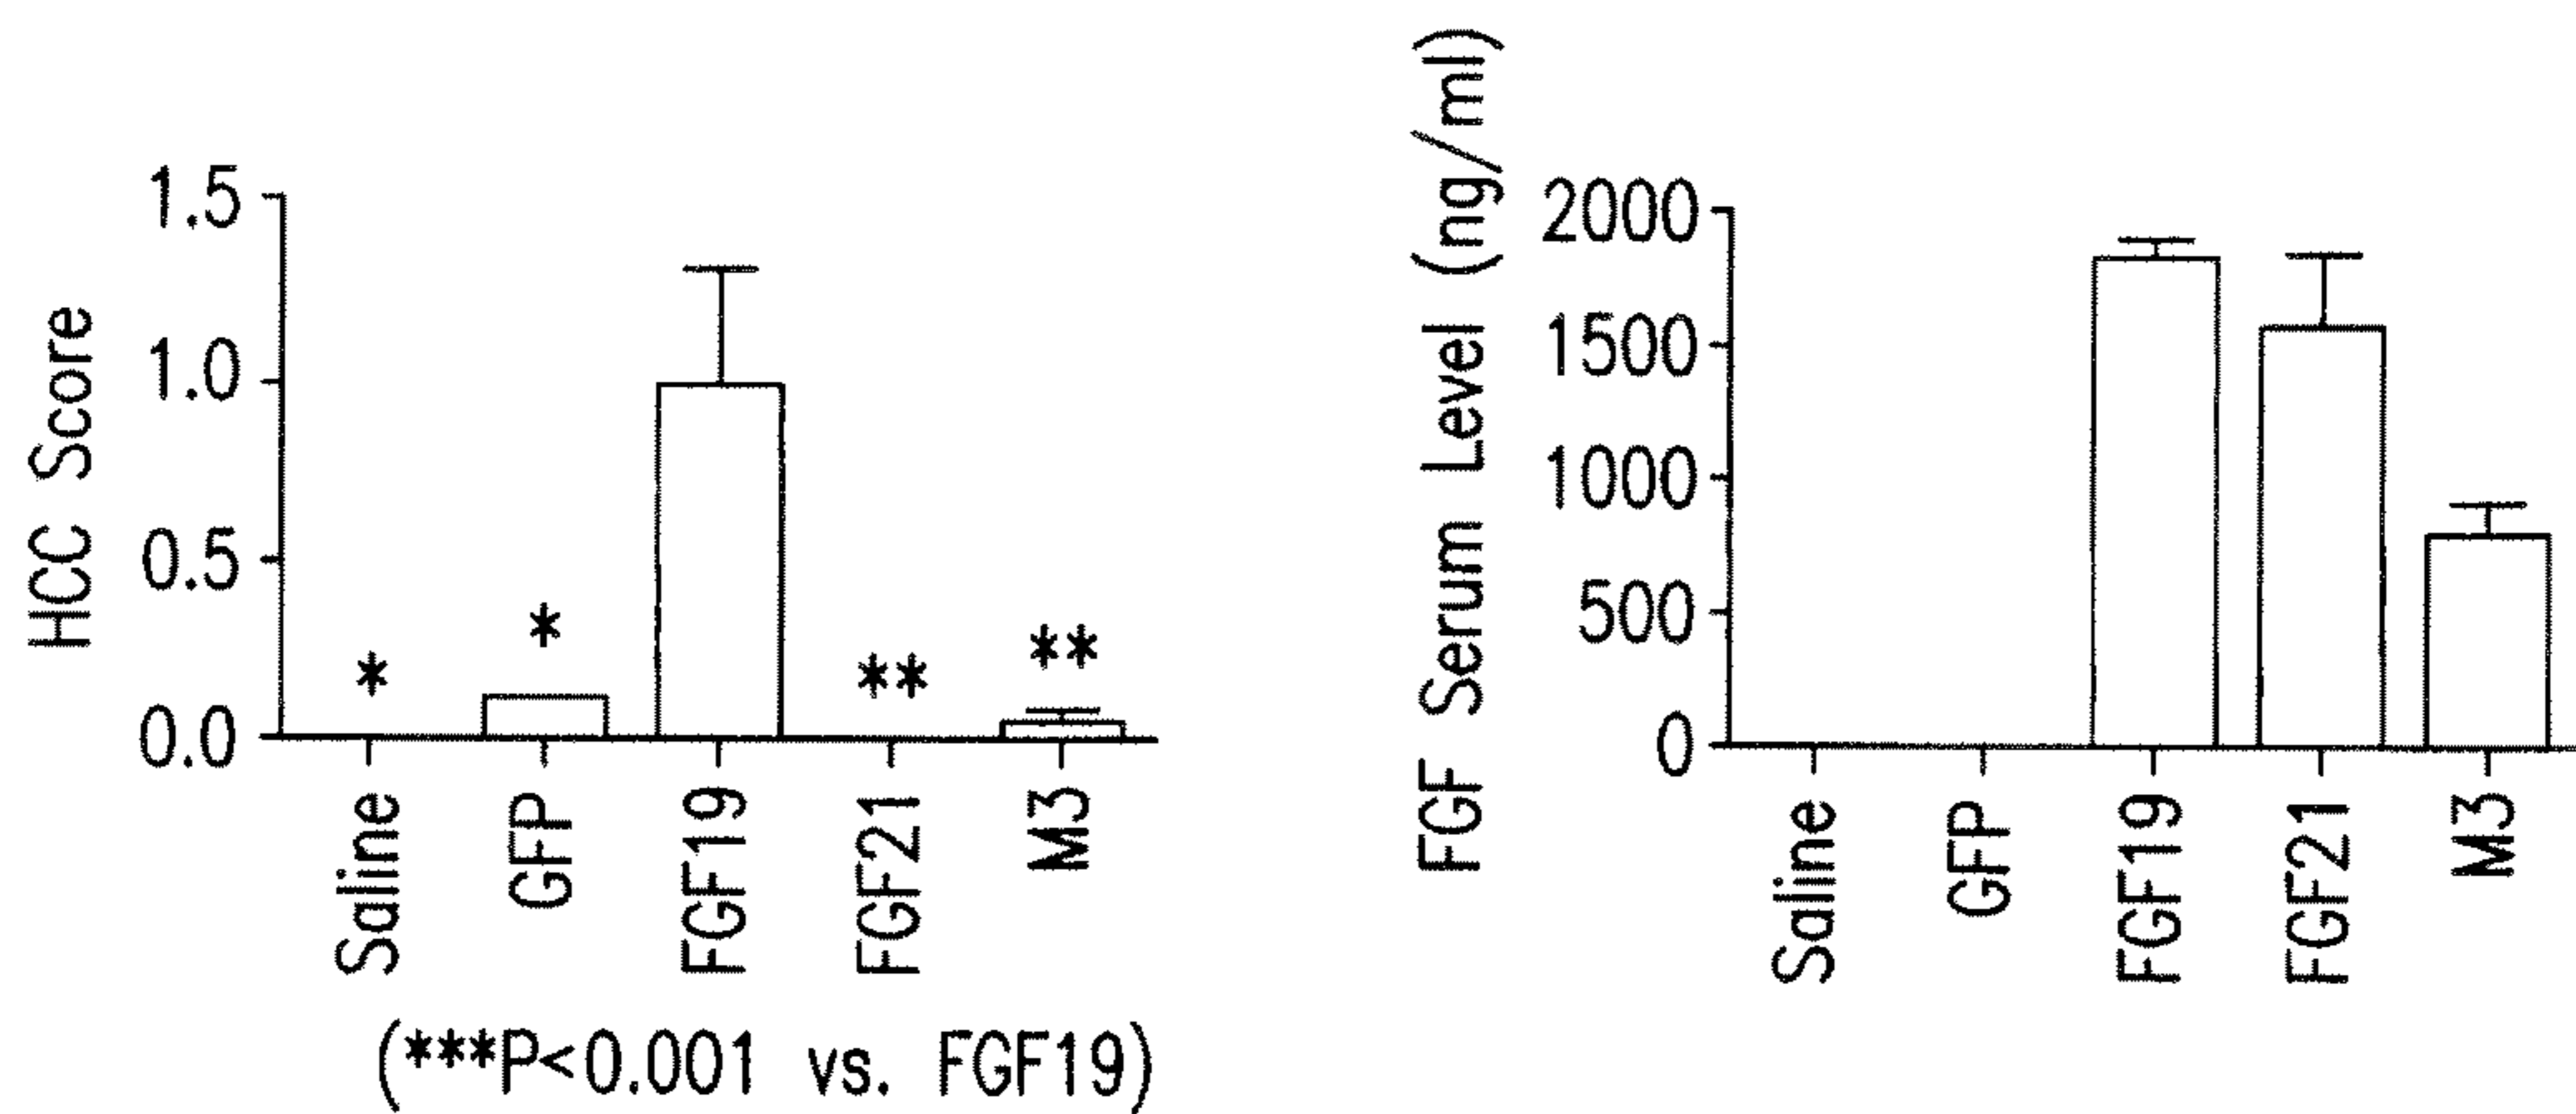 HCC Score
1.5
1.0
0.5
0.0
*
*
**
**
Saline
GFP
FGF19
FGF21
M3
(***P<0.001 vs. FGF19)
FGF Serum Level (ng/ml)
2000
1500
1000
500
0
Saline
GFP
FGF19
FGF21
M3